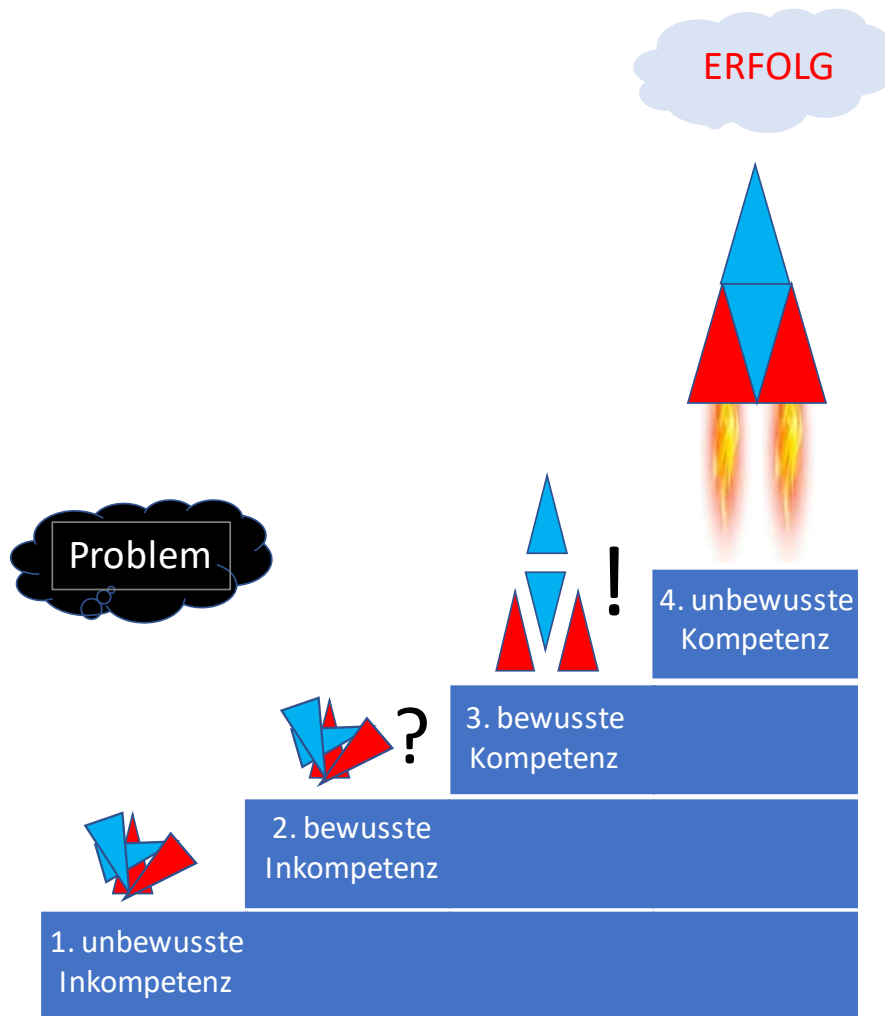 ERFOLG
Problem
!
4. unbewusste
Kompetenz
?
3. bewusste
Kompetenz
2. bewusste
Inkompetenz
1. unbewusste
Inkompetenz